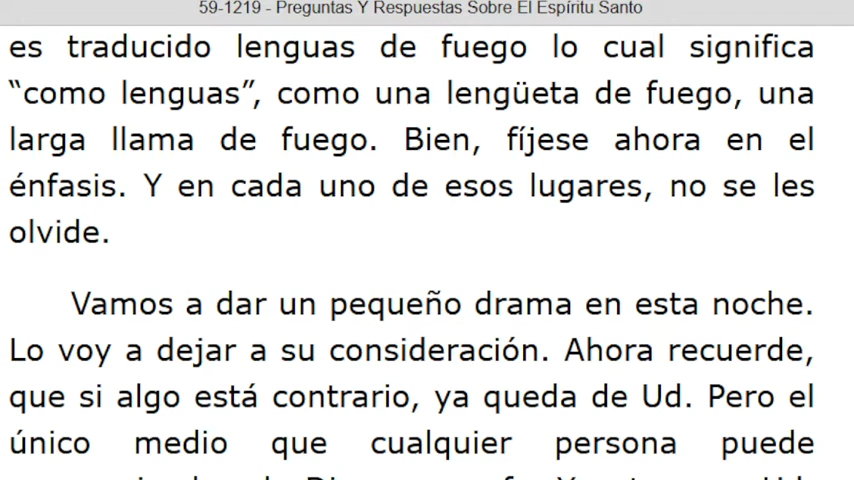 59-1219 - Preguntas Y Respuestas Sobre El Espíritu Santo
es traducido lenguas de fuego lo cual significa
“como lenguas”, como una lengüeta de fuego, una
larga llama de fuego. Bien, fíjese ahora en el
énfasis. Y en cada uno de esos lugares, no se les
olvide.
Vamos a dar un pequeño drama en esta noche.
Lo voy a dejar a su consideración. Ahora recuerde,
que si algo está contrario, ya queda de Ud. Pero el
único medio que cualquier persona puede